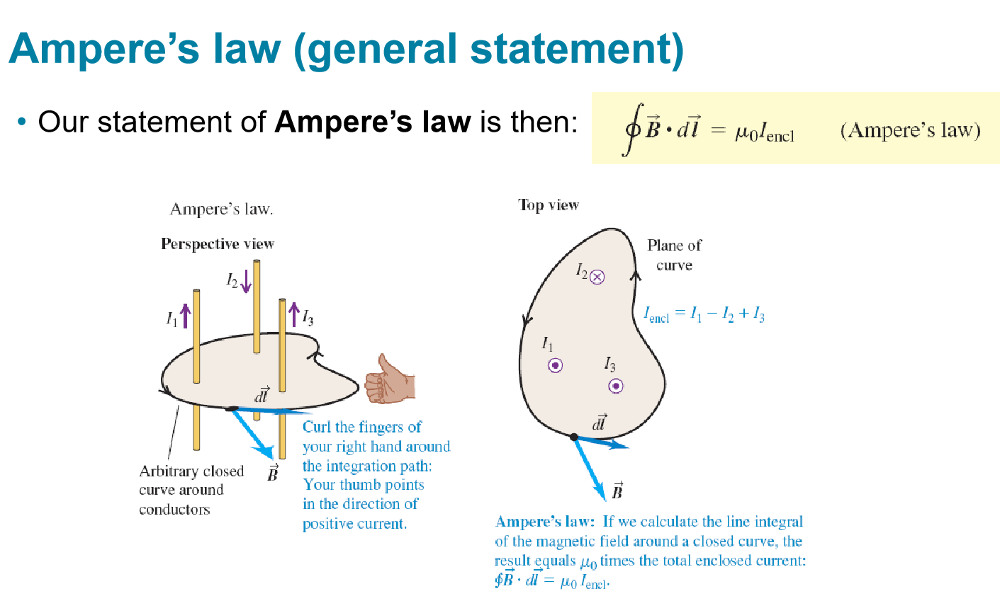 Ampere’s law (general statement)
• Our statement of Ampere’s law is then:
∮B⃗ · dl⃗ = μ₀I_encl (Ampere’s law)
Ampere’s law.
Perspective view
I₂
I₁
I₃
dl⃗
B⃗
Arbitrary closed
curve around
conductors
Curl the fingers of
your right hand around
the integration path:
Your thumb points
in the direction of
positive current.
Top view
Plane of
curve
I₂
I_encl = I₁ − I₂ + I₃
I₁
I₃
dl⃗
B⃗
Ampere’s law: If we calculate the line integral
of the magnetic field around a closed curve, the
result equals μ₀ times the total enclosed current:
∮B⃗ · dl⃗ = μ₀ I_encl.